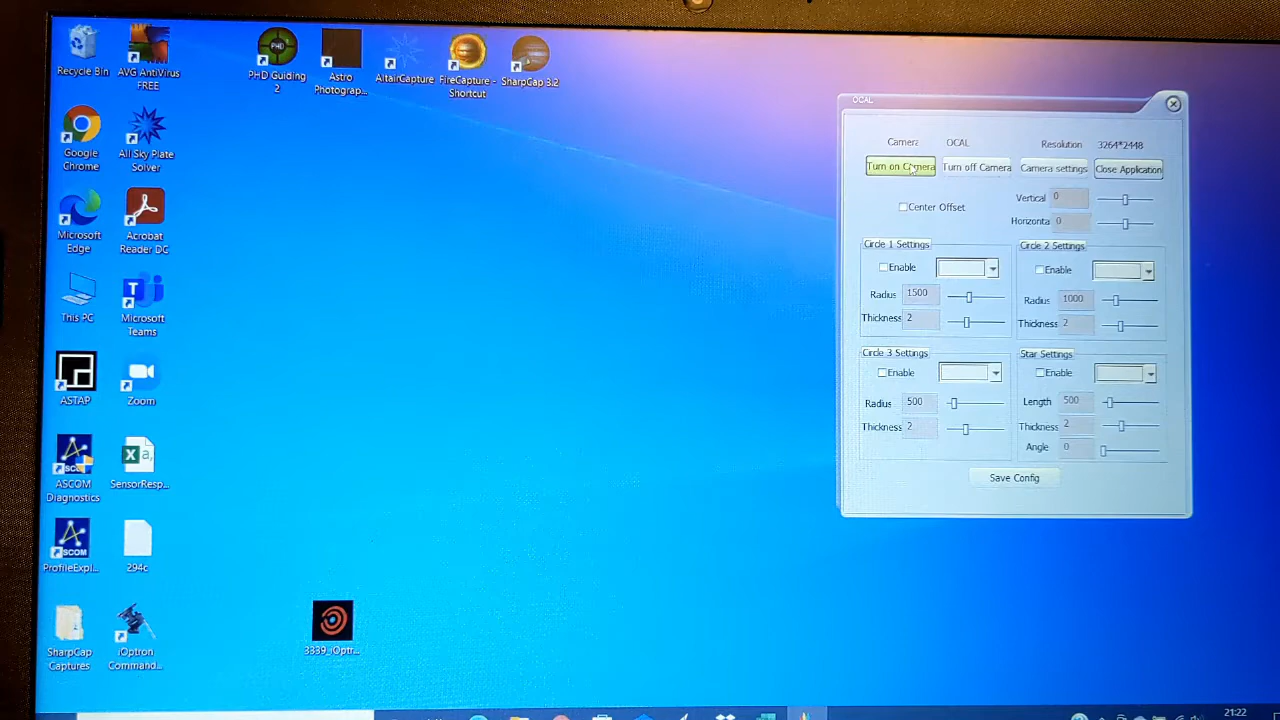 Recycle Bin
AVG AntiVirus
FREE
PHD
PHD Guiding
2
Astro
Photograp...
AltairCapture
FireCapture -
Shortcut
SharpCap 3.2
Google
Chrome
All Sky Plate
Solver
Microsoft
Edge
Acrobat
Reader DC
This PC
Microsoft
Teams
ASTAP
Zoom
ASCOM
Diagnostics
SensorResp...
ProfileExpl...
294c
SharpCap
Captures
iOptron
Command...
3339_iOptr...
OCAL
Camera OCAL Resolution 3264*2448
Turn on Camera Turn off Camera Camera settings Close Application
Center Offset
Vertical 0
Horizonta 0
Circle 1 Settings
Enable
Radius 1500
Thickness 2
Circle 2 Settings
Enable
Radius 1000
Thickness 2
Circle 3 Settings
Enable
Radius 500
Thickness 2
Star Settings
Enable
Length 500
Thickness 2
Angle 0
Save Config
21:22